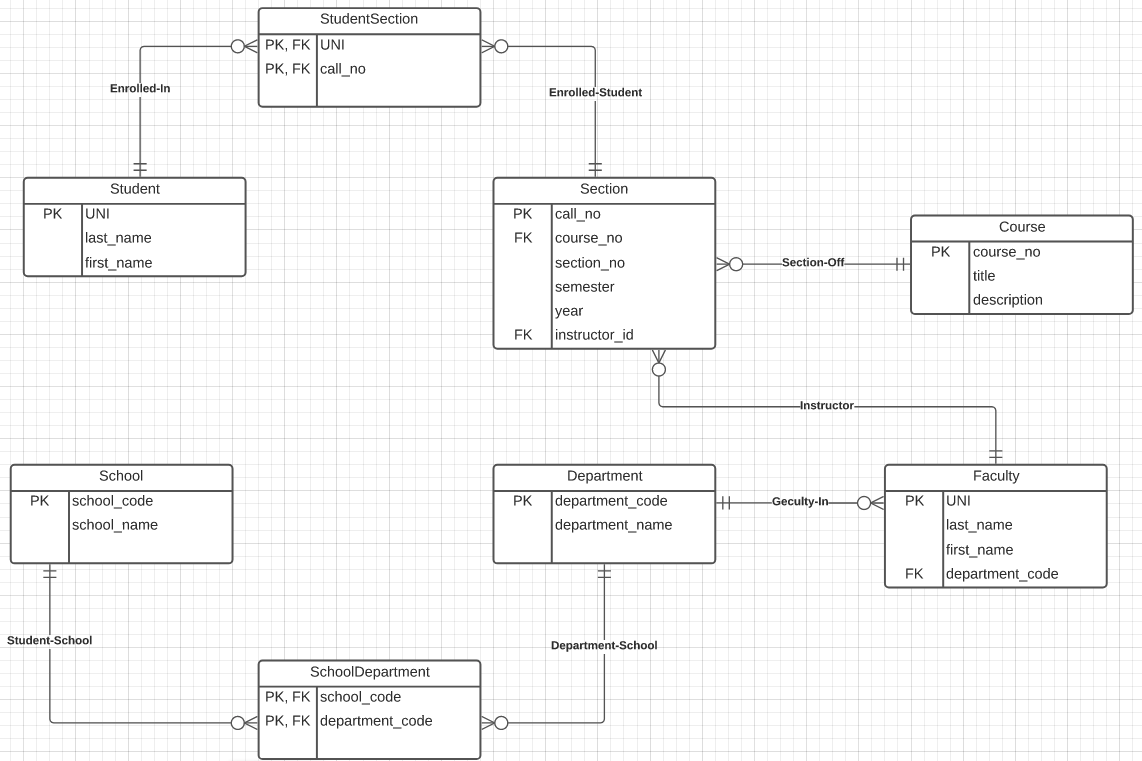 StudentSection
PK, FK UNI
PK, FK call_no
Enrolled-In
Enrolled-Student
Student
PK UNI
last_name
first_name
Section
PK call_no
FK course_no
section_no
semester
year
FK instructor_id
Section-Off
Course
PK course_no
title
description
Instructor
School
PK school_code
school_name
Department
PK department_code
department_name
Geculty-In
Faculty
PK UNI
last_name
first_name
FK department_code
Student-School
Department-School
SchoolDepartment
PK, FK school_code
PK, FK department_code